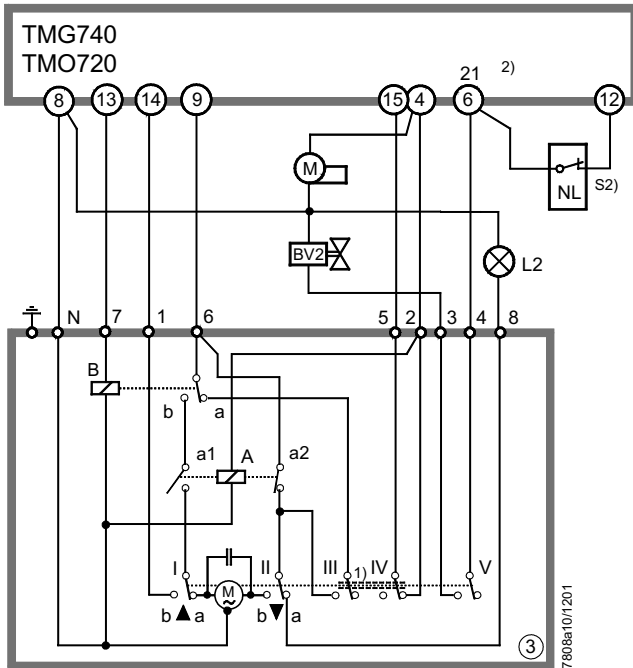 TMG740
TMO720
21 2)
8 13 14 9 15 4 6 12
M
NL S2)
BV2
L2
N 7 1 6 5 2 3 4 8
B
b a
a1 A a2
I II III 1) IV V
b a M b a
3
7808a10/1201